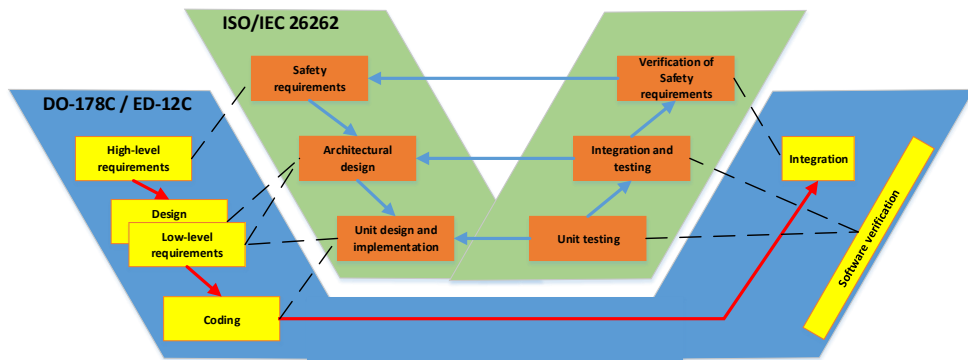 ISO/IEC 26262
Safety
requirements
Verification of
Safety
requirements
DO-178C / ED-12C
High-level
requirements
Architectural
design
Integration and
testing
Integration
Design
Low-level
requirements
Unit design and
implementation
Unit testing
Software verification
Coding